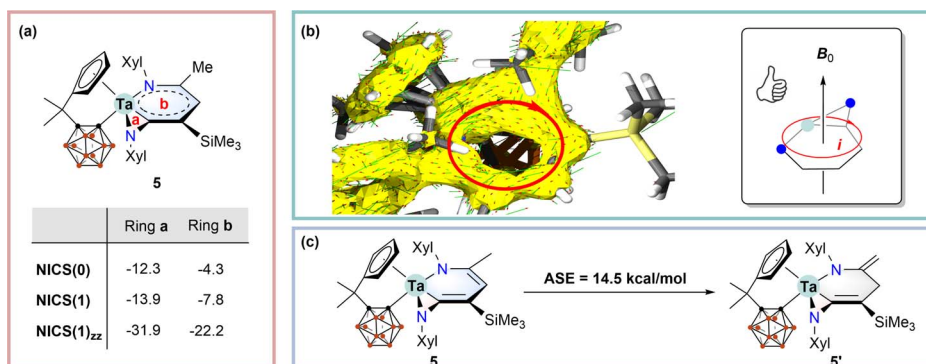 (a)
Xyl
N
Me
Ta
b
a
N
Xyl
SiMe3
5
Ring a Ring b
NICS(0) -12.3 -4.3
NICS(1) -13.9 -7.8
NICS(1)zz -31.9 -22.2
(b)
B0
i
(c)
Xyl
N
Ta
N
Xyl
SiMe3
5
ASE = 14.5 kcal/mol
Xyl
N
Ta
N
Xyl
SiMe3
5'